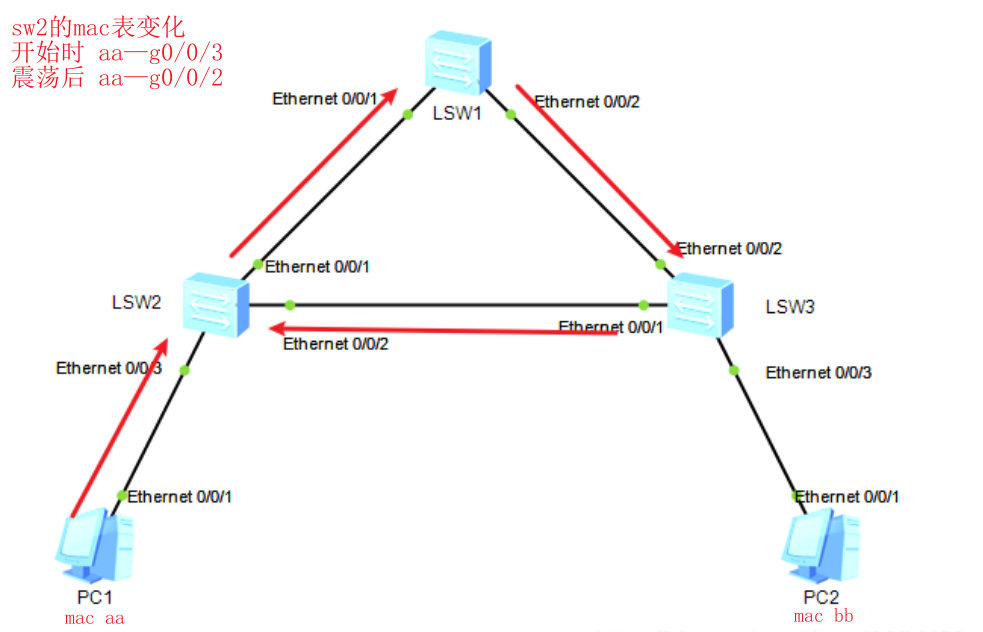 sw2的mac表变化
开始时 aa—g0/0/3
震荡后 aa—g0/0/2
Ethernet 0/0/1
Ethernet 0/0/2
LSW1
Ethernet 0/0/2
Ethernet 0/0/1
LSW2
LSW3
Ethernet 0/0/1
Ethernet 0/0/2
Ethernet 0/0/3
Ethernet 0/0/3
Ethernet 0/0/1
Ethernet 0/0/1
PC1
PC2
mac aa
mac bb